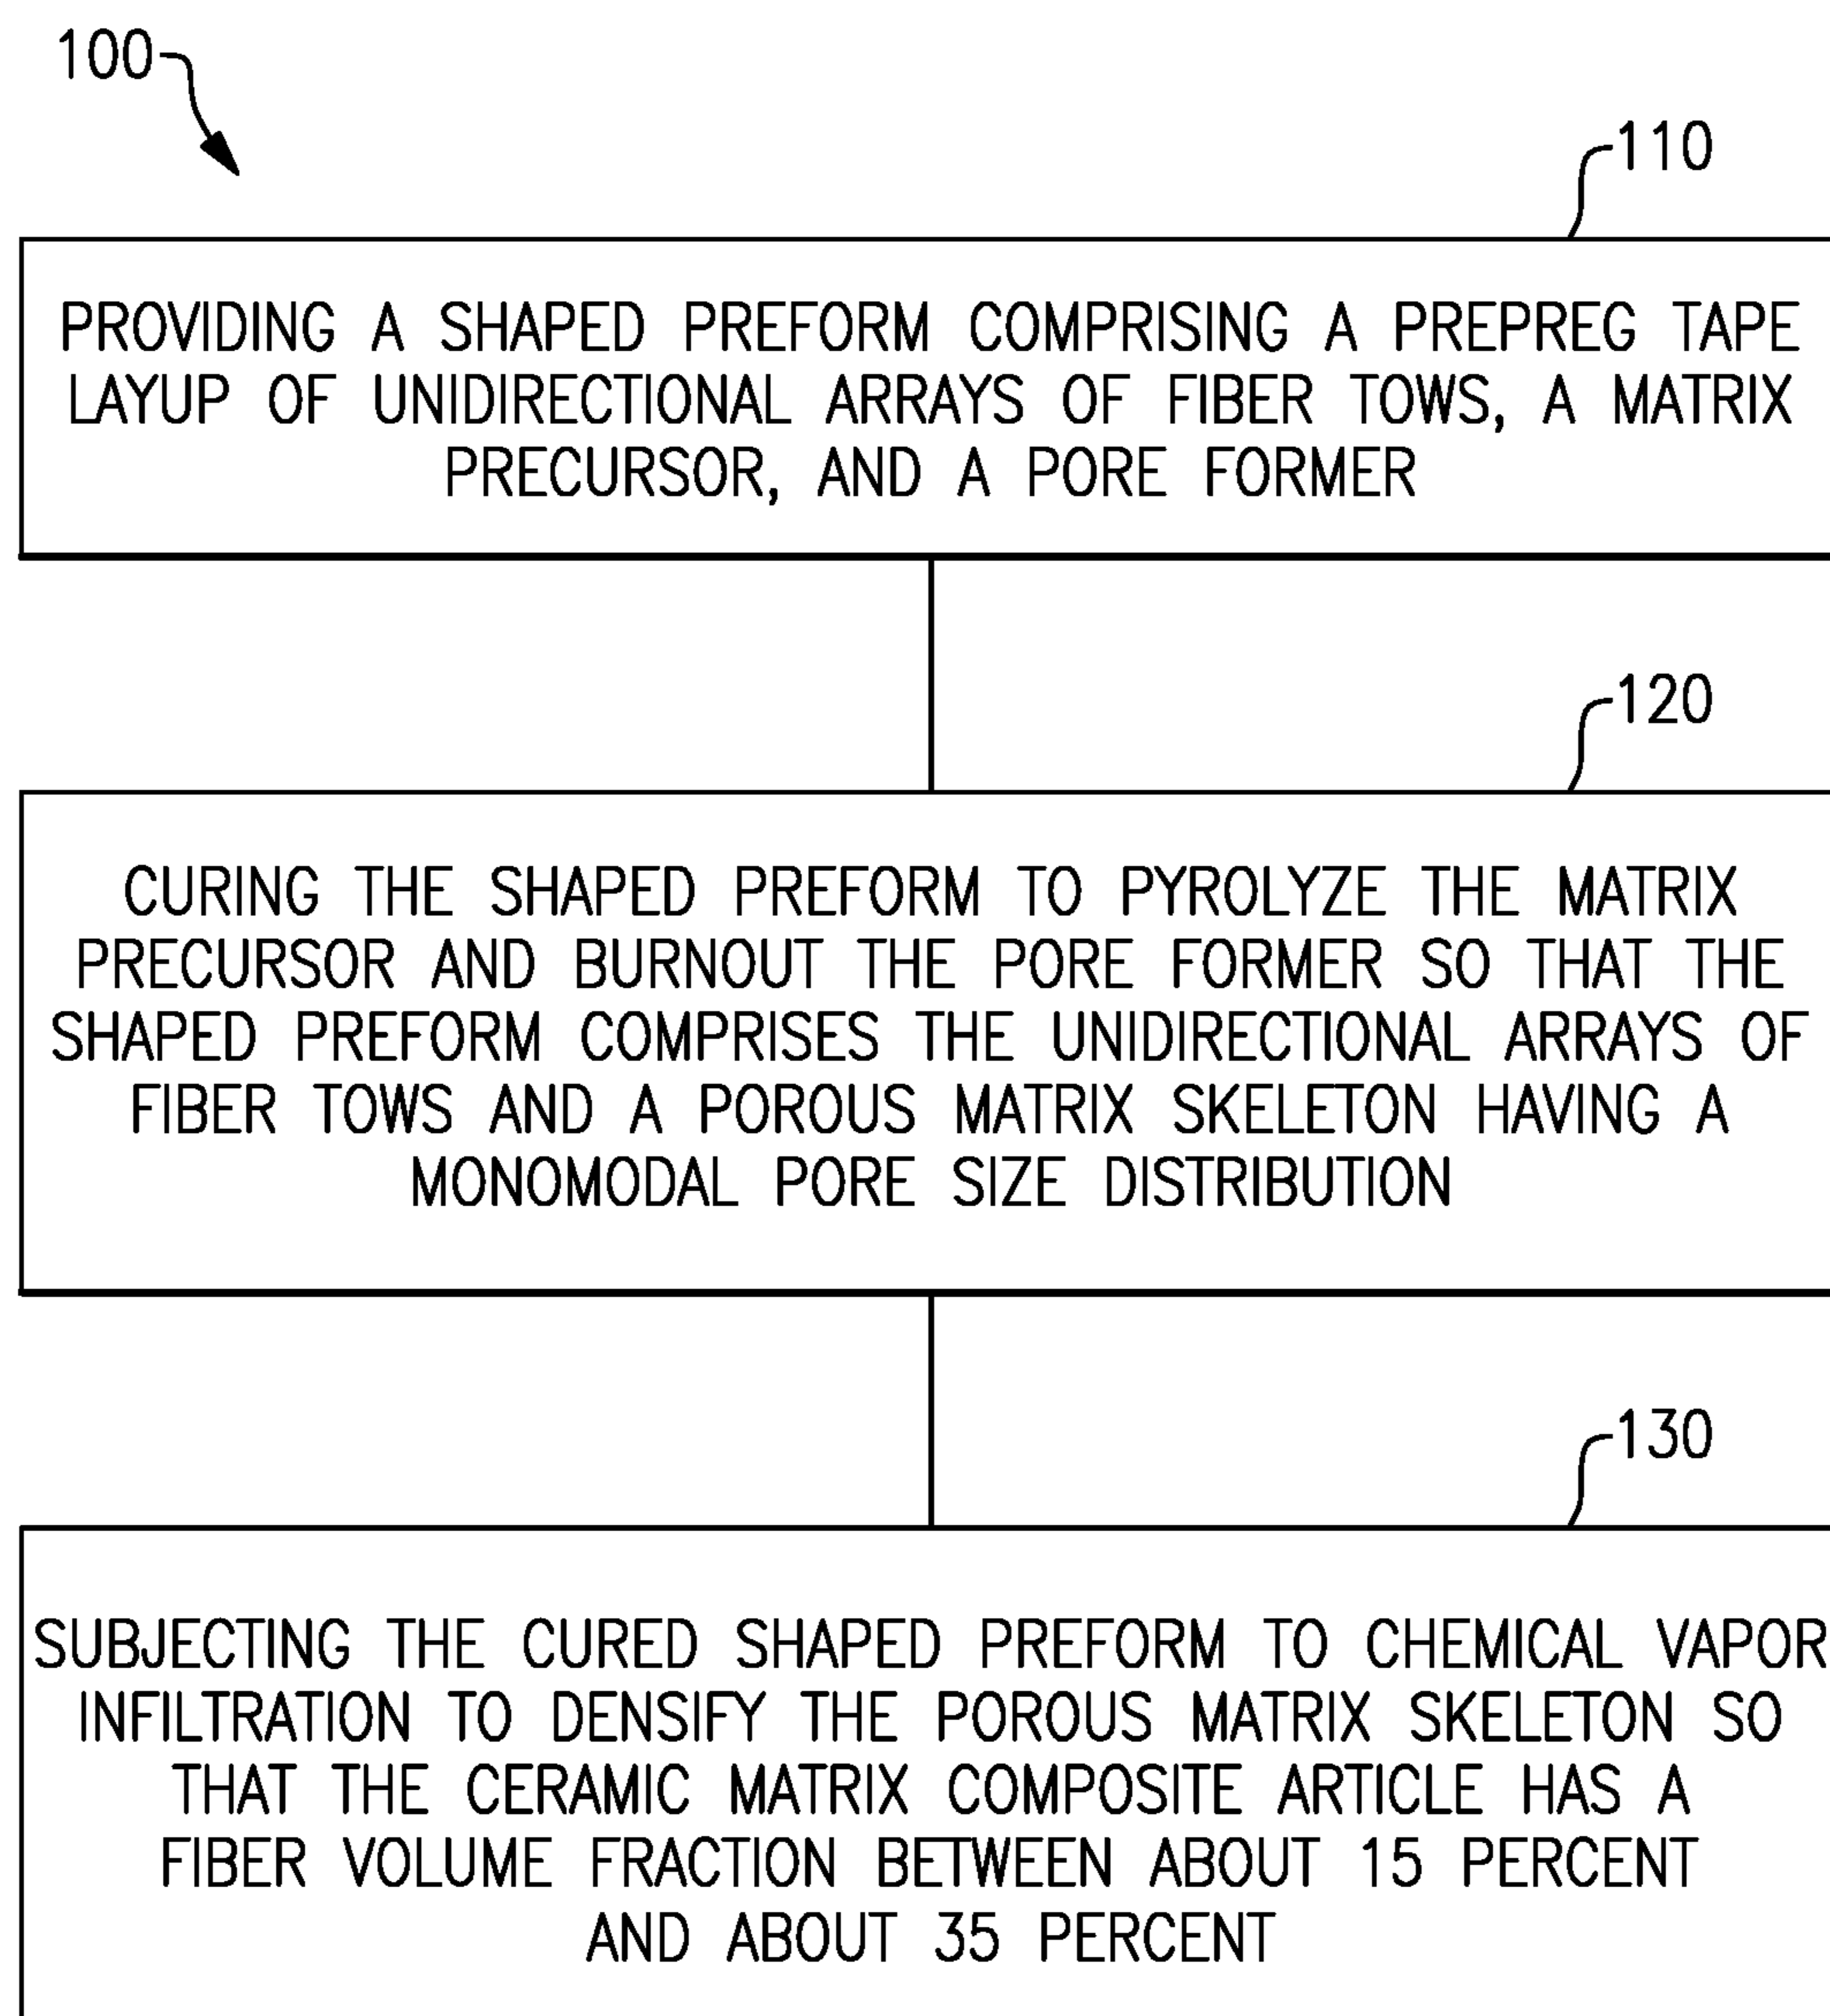 100
110
PROVIDING A SHAPED PREFORM COMPRISING A PREPREG TAPE
LAYUP OF UNIDIRECTIONAL ARRAYS OF FIBER TOWS, A MATRIX
PRECURSOR, AND A PORE FORMER
120
CURING THE SHAPED PREFORM TO PYROLYZE THE MATRIX
PRECURSOR AND BURNOUT THE PORE FORMER SO THAT THE
SHAPED PREFORM COMPRISES THE UNIDIRECTIONAL ARRAYS OF
FIBER TOWS AND A POROUS MATRIX SKELETON HAVING A
MONOMODAL PORE SIZE DISTRIBUTION
130
SUBJECTING THE CURED SHAPED PREFORM TO CHEMICAL VAPOR
INFILTRATION TO DENSIFY THE POROUS MATRIX SKELETON SO
THAT THE CERAMIC MATRIX COMPOSITE ARTICLE HAS A
FIBER VOLUME FRACTION BETWEEN ABOUT 15 PERCENT
AND ABOUT 35 PERCENT